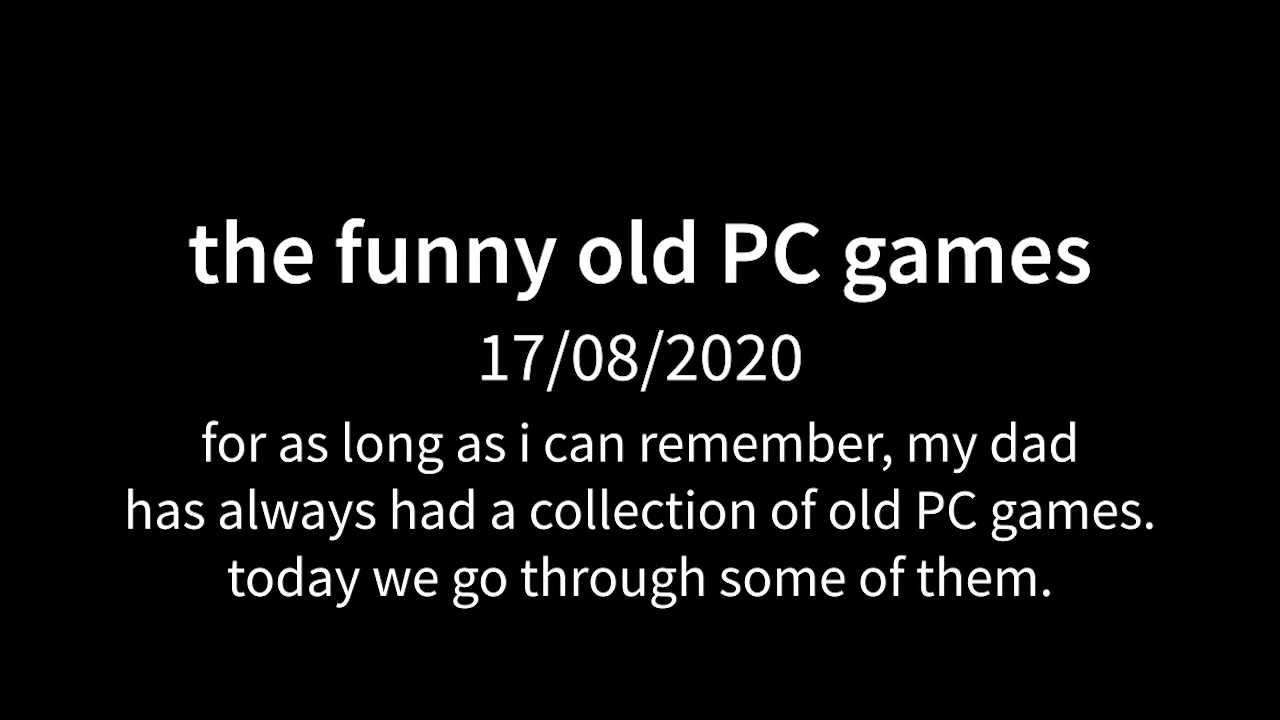 the funny old PC games
17/08/2020
for as long as i can remember, my dad
has always had a collection of old PC games.
today we go through some of them.